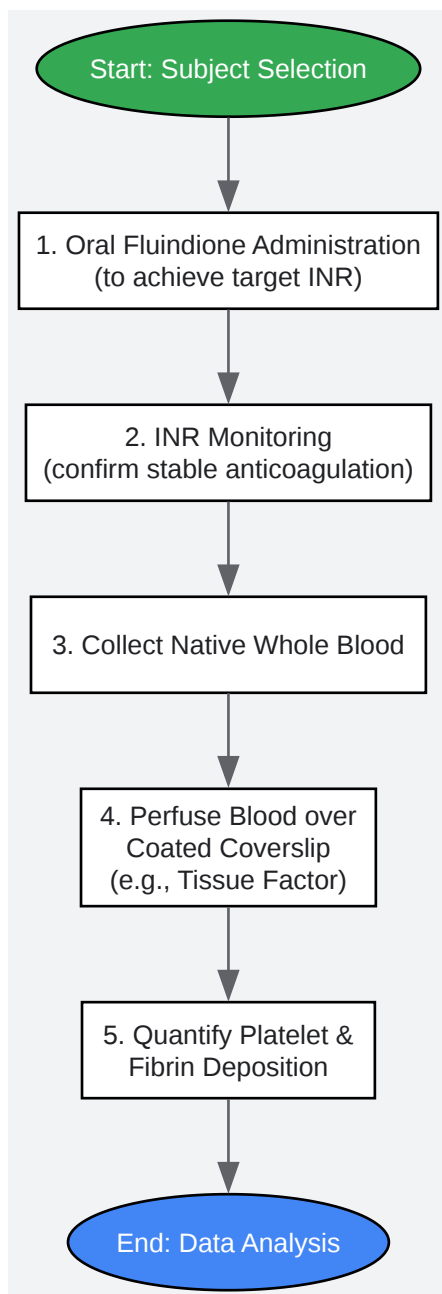 Start: Subject Selection
1. Oral Fluindione Administration
(to achieve target INR)
2. INR Monitoring
(confirm stable anticoagulation)
3. Collect Native Whole Blood
4. Perfuse Blood over
Coated Coverslip
(e.g., Tissue Factor)
5. Quantify Platelet &
Fibrin Deposition
End: Data Analysis